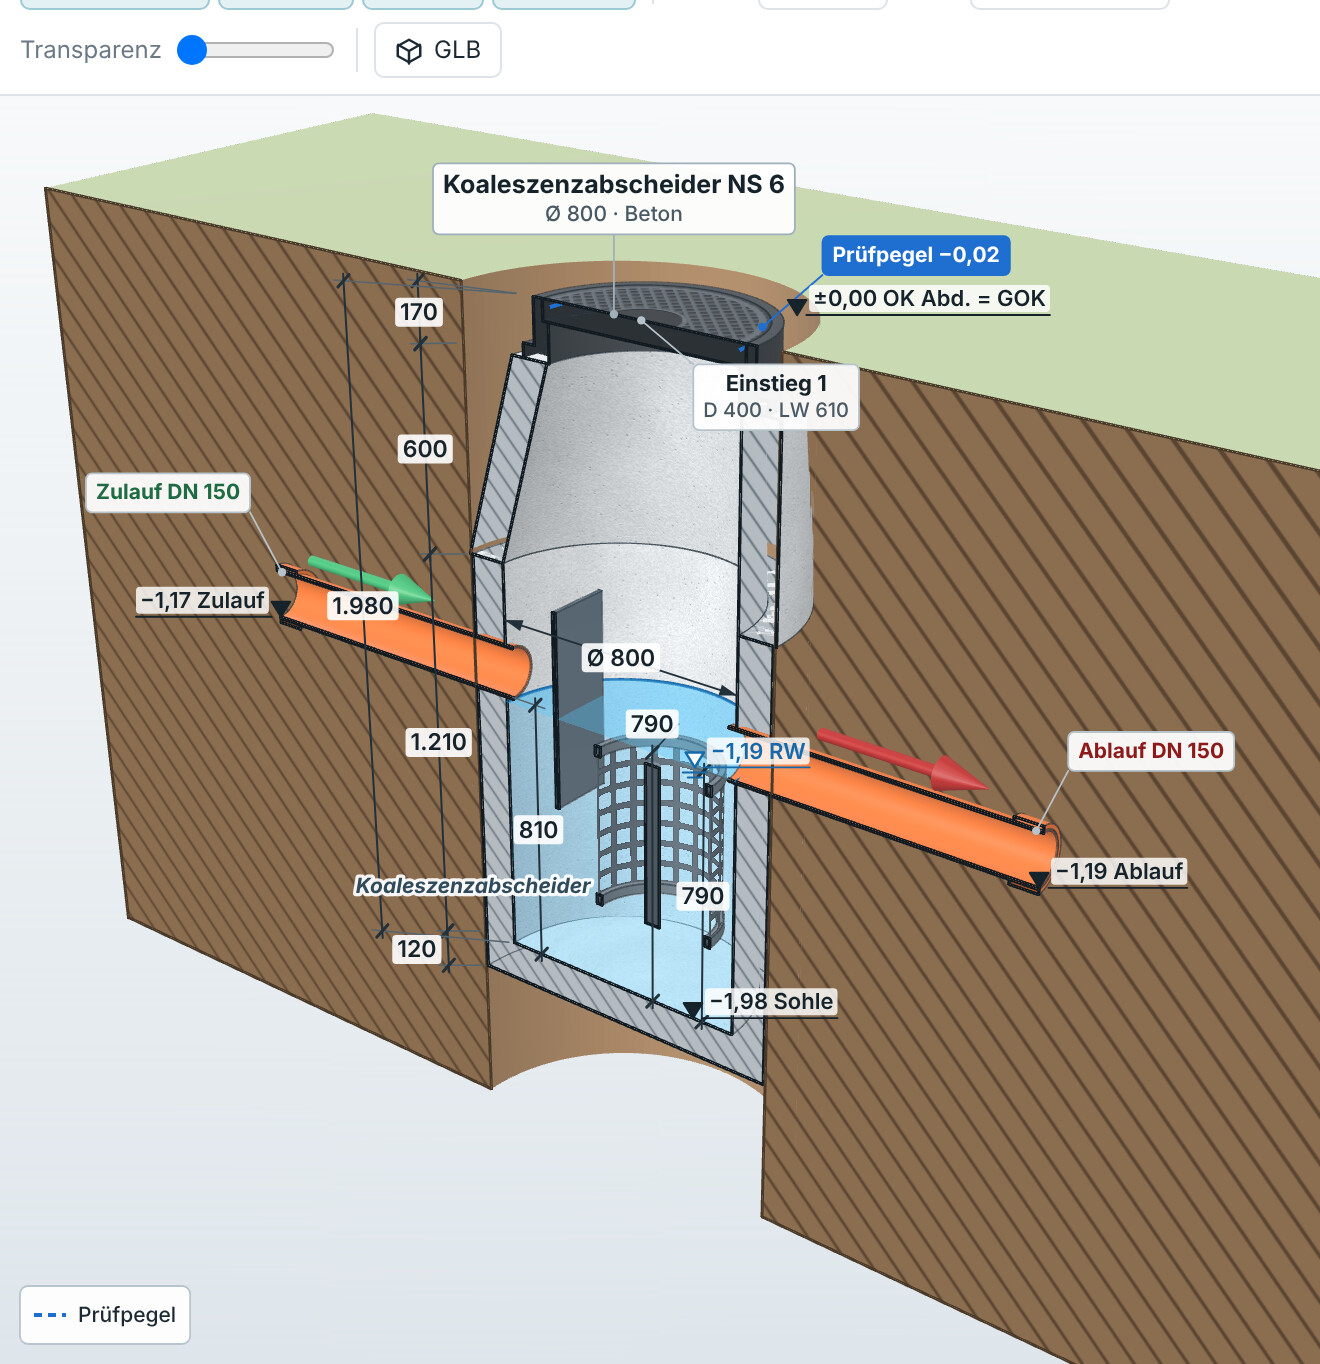 Transparenz
GLB
Koaleszenzabscheider NS 6
Ø 800 · Beton
Prüfpegel −0,02
±0,00 OK Abd. = GOK
170
Einstieg 1
D 400 · LW 610
600
Zulauf DN 150
−1,17 Zulauf
1.980
Ø 800
790
1.210
−1,19 RW
Ablauf DN 150
810
−1,19 Ablauf
Koaleszenzabscheider
790
120
−1,98 Sohle
Prüfpegel